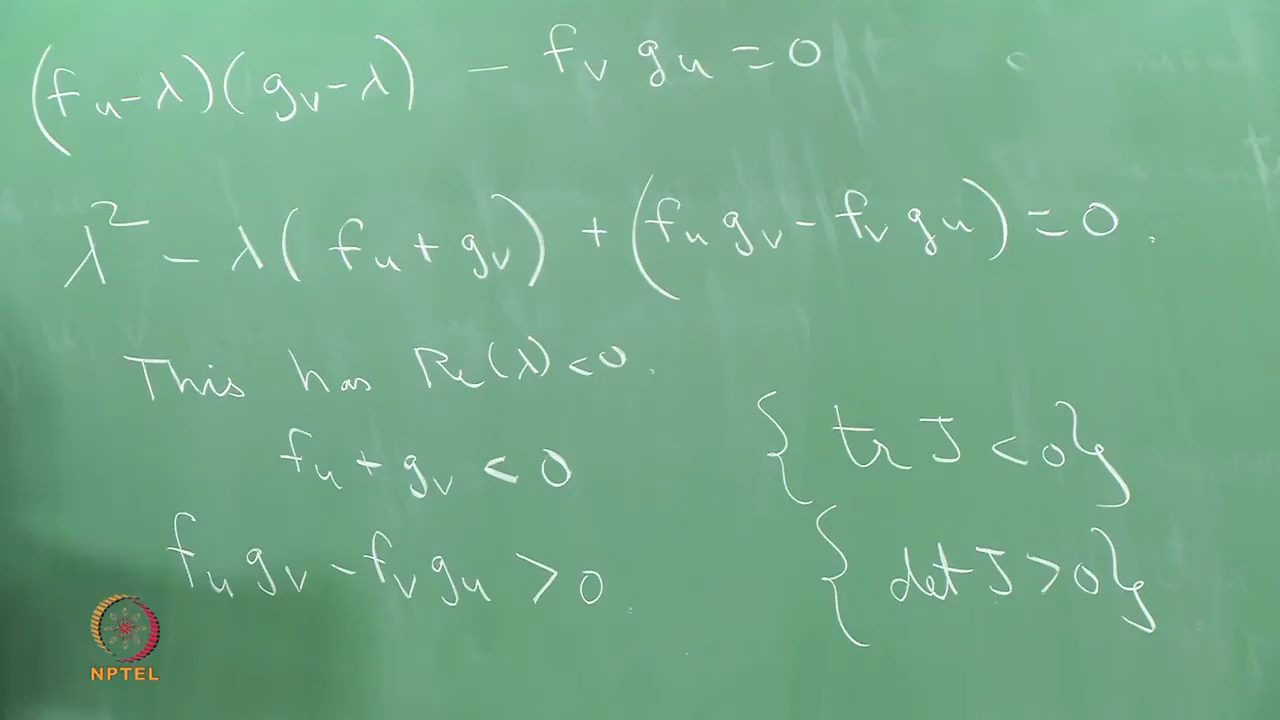 (f_u - λ)(g_v - λ) - f_v g_u = 0
λ² - λ(f_u + g_v) + (f_u g_v - f_v g_u) = 0.
This has Re(λ) < 0.
f_u + g_v < 0 { tr J < 0 }
f_u g_v - f_v g_u > 0 { det J > 0 }
NPTEL